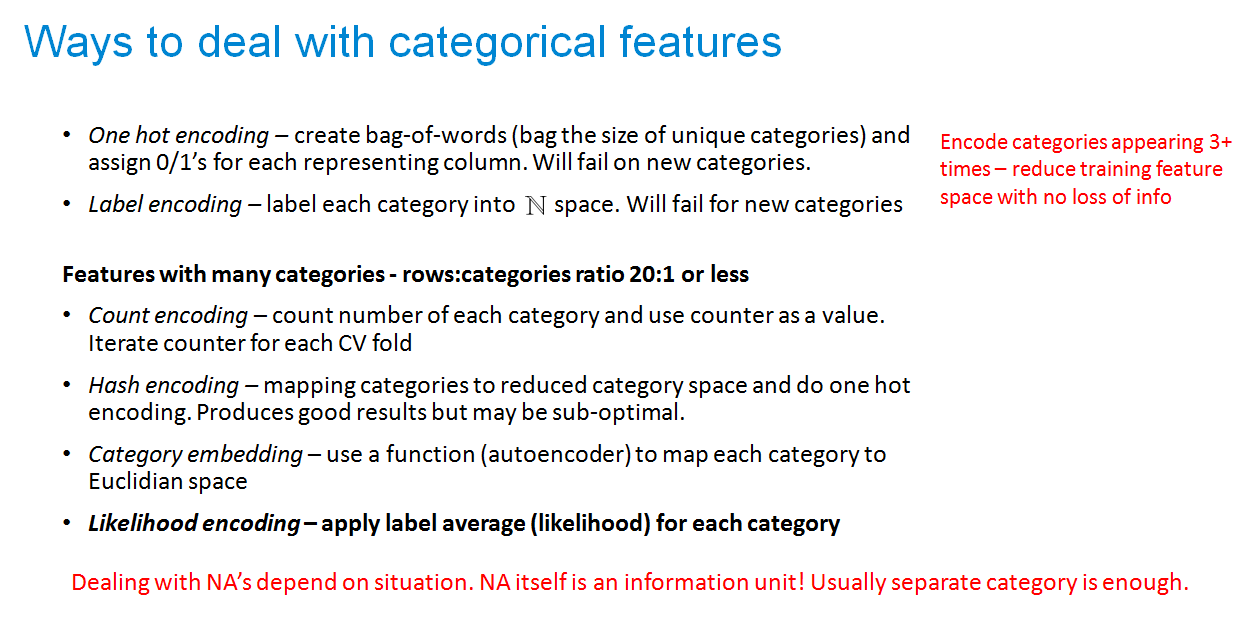 Ways to deal with categorical features
• One hot encoding – create bag-of-words (bag the size of unique categories) and
assign 0/1’s for each representing column. Will fail on new categories.
• Label encoding – label each category into ℕ space. Will fail for new categories
Encode categories appearing 3+
times – reduce training feature
space with no loss of info
Features with many categories - rows:categories ratio 20:1 or less
• Count encoding – count number of each category and use counter as a value.
Iterate counter for each CV fold
• Hash encoding – mapping categories to reduced category space and do one hot
encoding. Produces good results but may be sub-optimal.
• Category embedding – use a function (autoencoder) to map each category to
Euclidian space
• Likelihood encoding – apply label average (likelihood) for each category
Dealing with NA’s depend on situation. NA itself is an information unit! Usually separate category is enough.